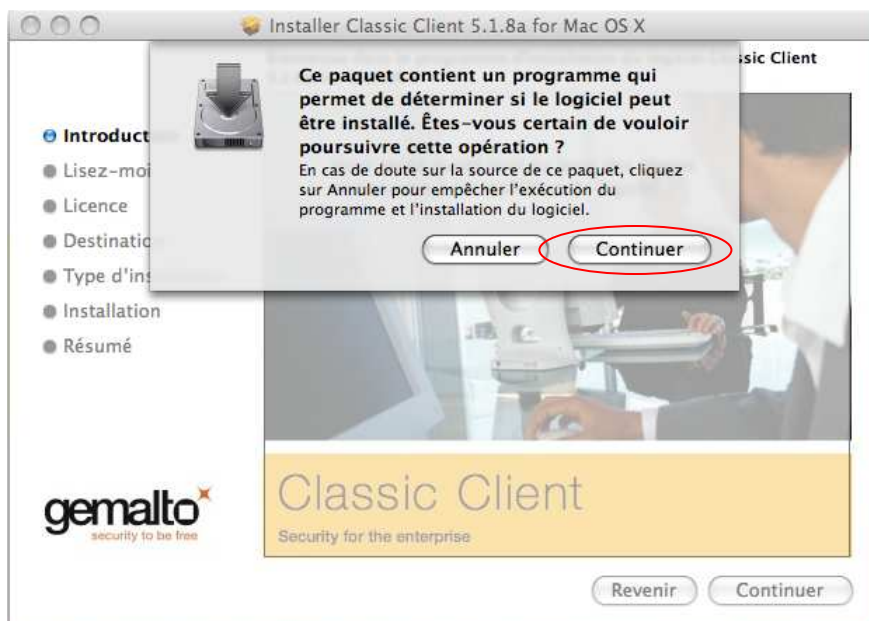 Installer Classic Client 5.1.8a for Mac OS X
ssic Client
Ce paquet contient un programme qui
permet de déterminer si le logiciel peut
être installé. Êtes-vous certain de vouloir
poursuivre cette opération ?
En cas de doute sur la source de ce paquet, cliquez
sur Annuler pour empêcher l'exécution du
programme et l'installation du logiciel.
Annuler
Continuer
Introduct
Lisez-moi
Licence
Destinatio
Type d'ins
Installation
Résumé
gemalto
security to be free
Classic Client
Security for the enterprise
Revenir
Continuer